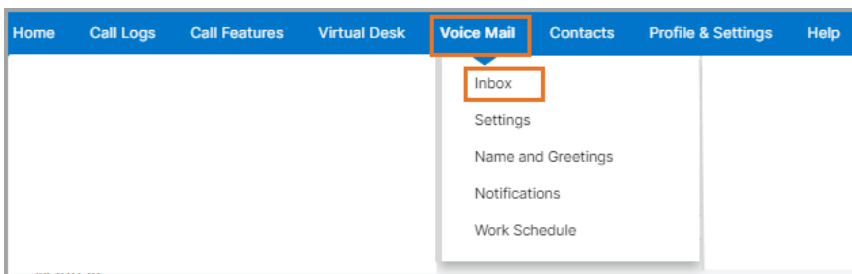 Home Call Logs Call Features Virtual Desk Voice Mail Contacts Profile & Settings Help
Inbox
Settings
Name and Greetings
Notifications
Work Schedule